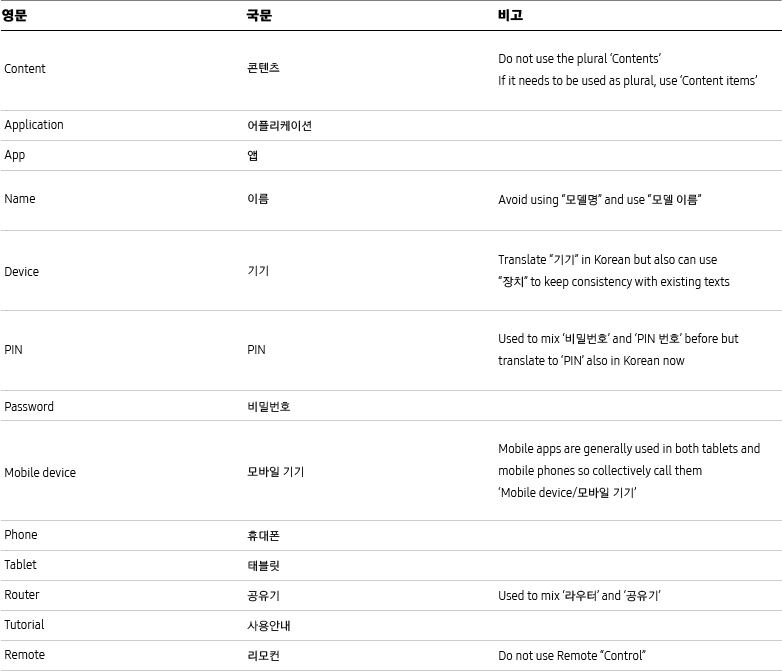 영문 국문 비고
Content 콘텐츠 Do not use the plural ‘Contents’
If it needs to be used as plural, use ‘Content items’
Application 어플리케이션
App 앱
Name 이름 Avoid using “모델명” and use “모델 이름”
Device 기기 Translate “기기” in Korean but also can use
“장치” to keep consistency with existing texts
PIN PIN Used to mix ‘비밀번호’ and ‘PIN 번호’ before but
translate to ‘PIN’ also in Korean now
Password 비밀번호
Mobile device 모바일 기기 Mobile apps are generally used in both tablets and
mobile phones so collectively call them
‘Mobile device/모바일 기기’
Phone 휴대폰
Tablet 태블릿
Router 공유기 Used to mix ‘라우터’ and ‘공유기’
Tutorial 사용안내
Remote 리모컨 Do not use Remote “Control”